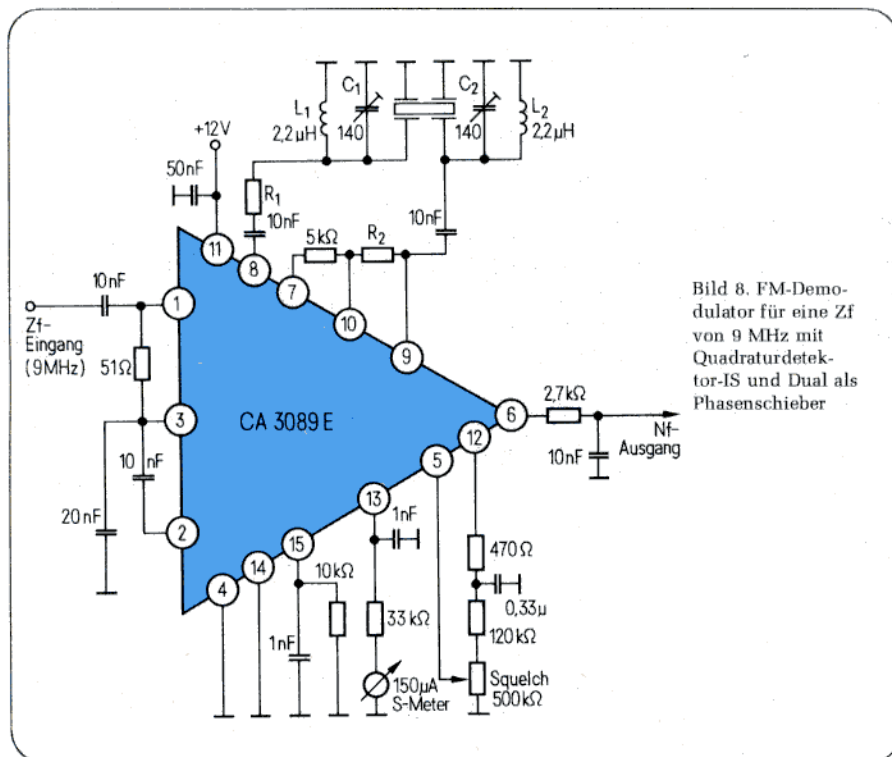 C₁
C₂
L₁
2,2µH
140
140
L₂
2,2µH
+12V
50nF
R₁
10nF
10nF
5kΩ
R₂
11
8
7
10
9
10nF
1
Zf-
Eingang
(9MHz)
51Ω
3
CA 3089 E
6
2,7kΩ
Nf-
Ausgang
10nF
12
5
10 nF
13
1nF
20nF
2
15
14
4
10kΩ
470Ω
0,33µ
33kΩ
120kΩ
1nF
150µA
S-Meter
Squelch
500kΩ
Bild 8. FM-Demo-
dulator für eine Zf
von 9 MHz mit
Quadraturdetek-
tor-IS und Dual als
Phasenschieber